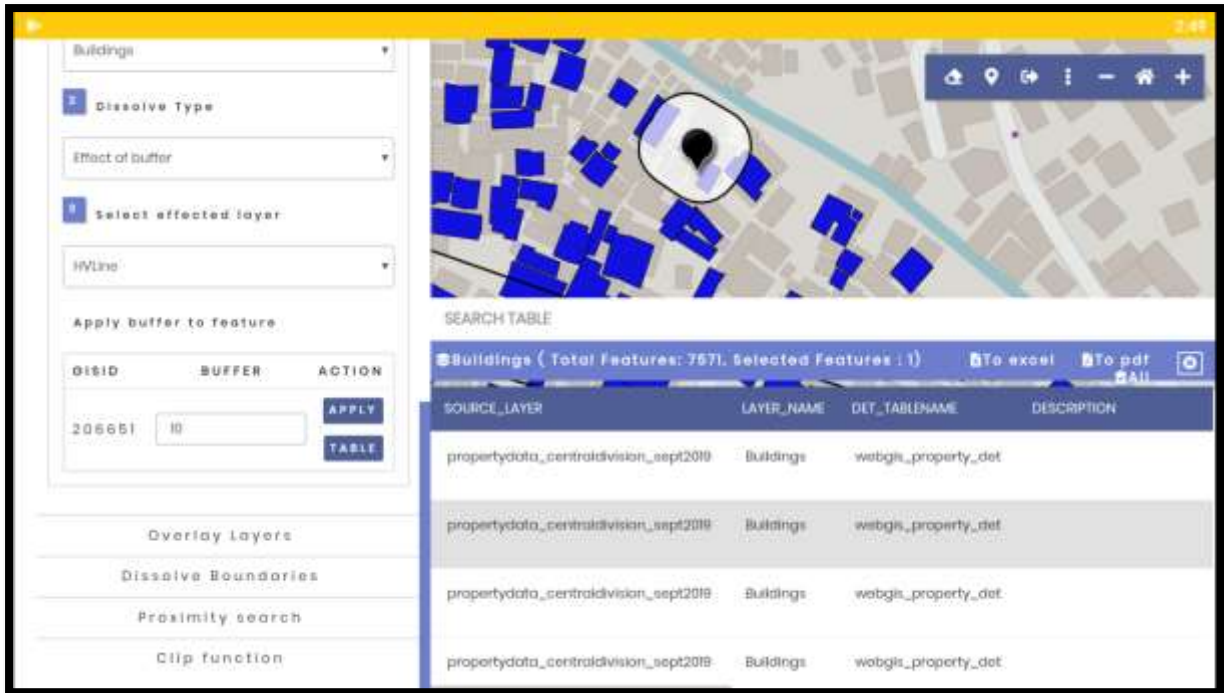 2:49
Buildings
2 Dissolve Type
Effect of buffer
3 Select effected layer
HVLine
Apply buffer to feature
GISID BUFFER ACTION
206651 10 APPLY
TABLE
Overlay Layers
Dissolve Boundaries
Proximity search
Clip function
SEARCH TABLE
Buildings ( Total Features: 7571, Selected Features : 1) To excel To pdf
All
SOURCE_LAYER LAYER_NAME DET_TABLENAME DESCRIPTION
propertydata_centraldivision_sept2019 Buildings webgis_property_det
propertydata_centraldivision_sept2019 Buildings webgis_property_det
propertydata_centraldivision_sept2019 Buildings webgis_property_det
propertydata_centraldivision_sept2019 Buildings webgis_property_det